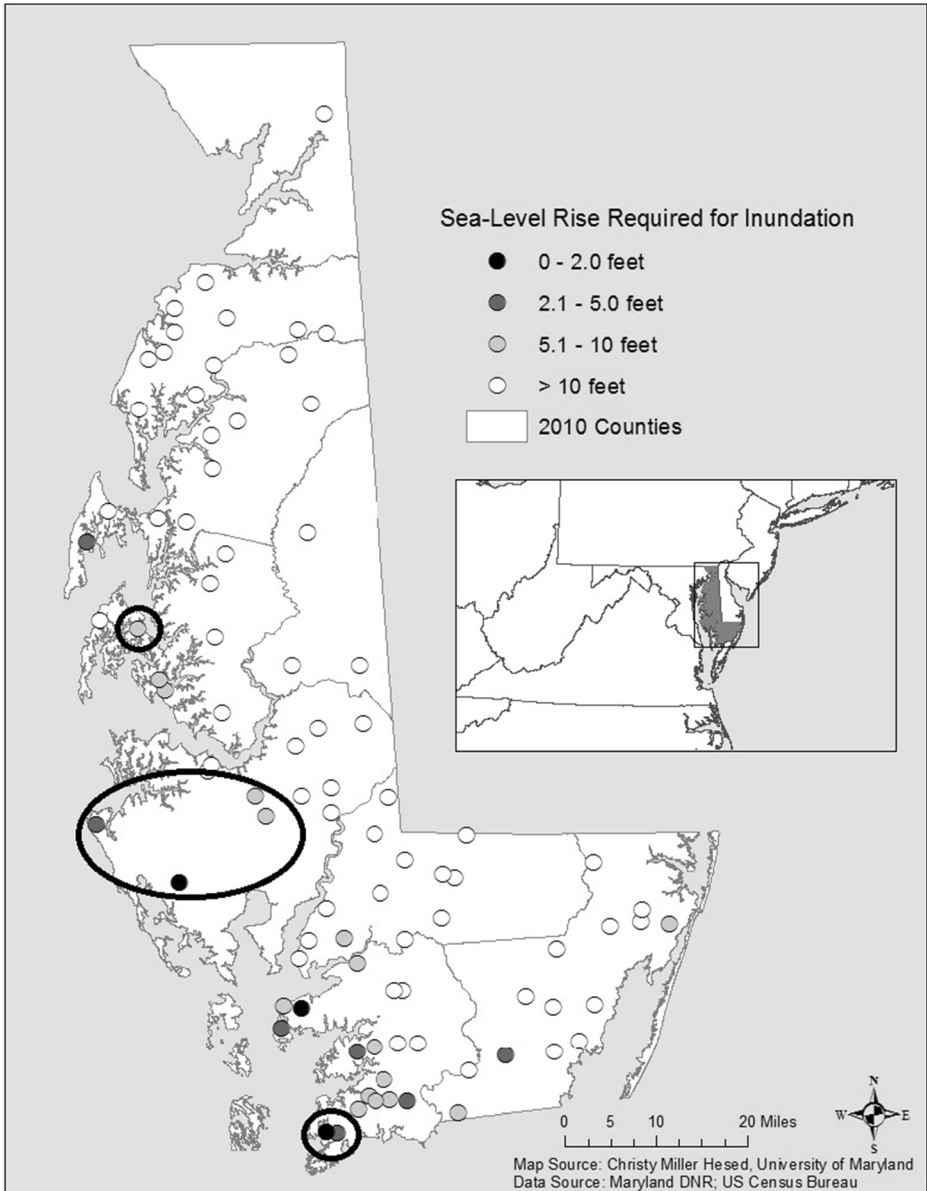 Sea-Level Rise Required for Inundation
0 - 2.0 feet
2.1 - 5.0 feet
5.1 - 10 feet
> 10 feet
2010 Counties
0 5 10 20 Miles
N
W E
S
Map Source: Christy Miller Hesed, University of Maryland
Data Source: Maryland DNR; US Census Bureau